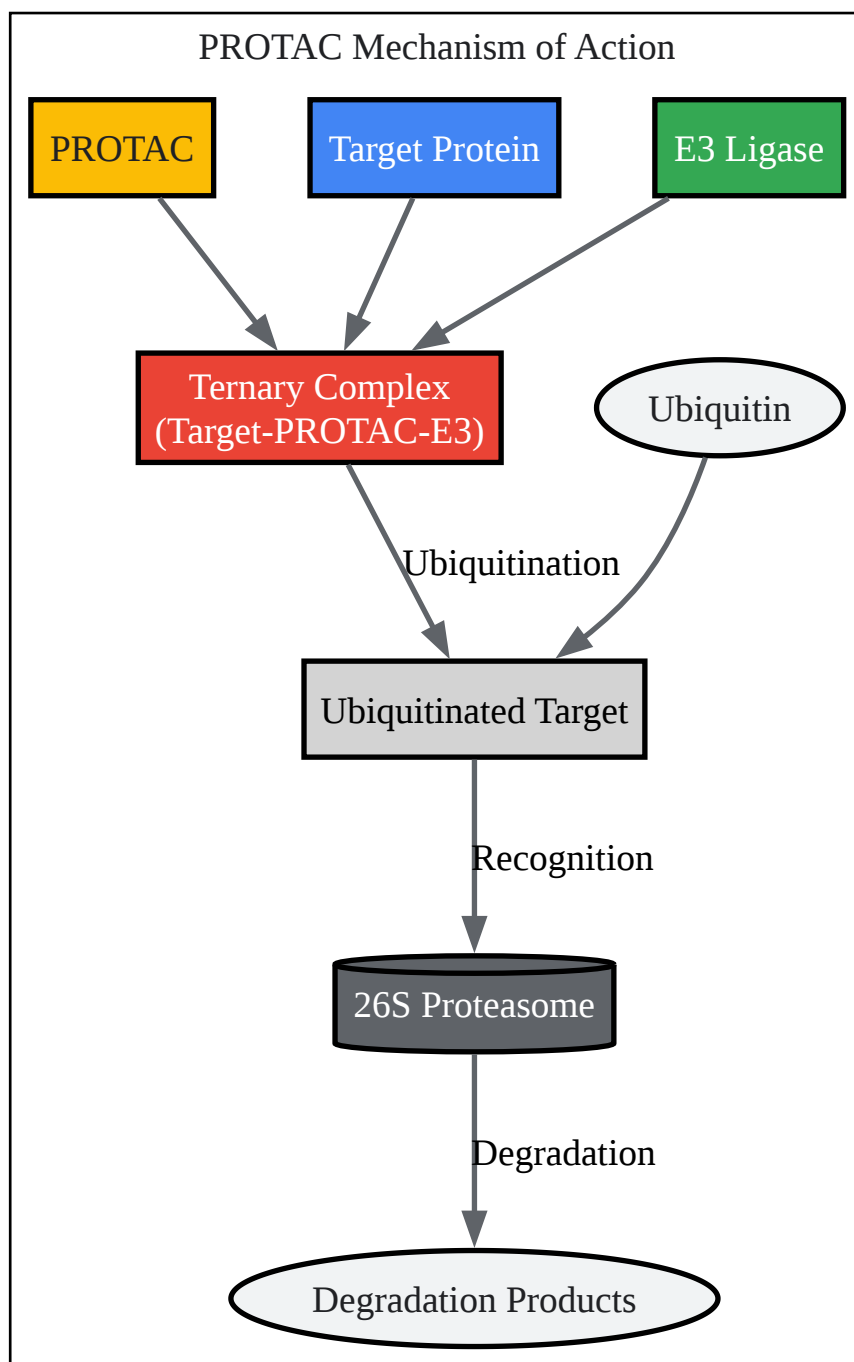 PROTAC Mechanism of Action
PROTAC
Target Protein
E3 Ligase
Ternary Complex
(Target-PROTAC-E3)
Ubiquitin
Ubiquitination
Ubiquitinated Target
Recognition
26S Proteasome
Degradation
Degradation Products